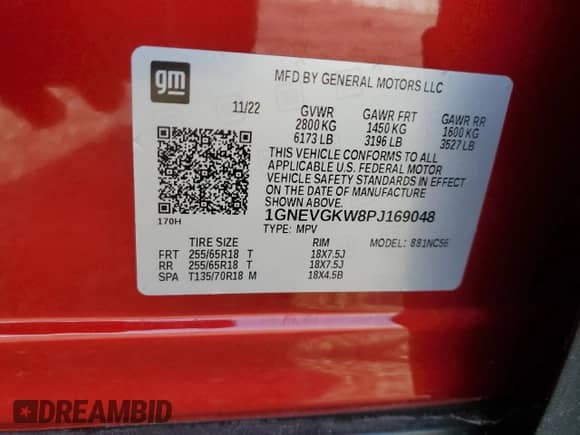 gm
MFD BY GENERAL MOTORS LLC
11/22 GVWR GAWR FRT GAWR RR
2800 KG 1450 KG 1600 KG
6173 LB 3196 LB 3527 LB
THIS VEHICLE CONFORMS TO ALL
APPLICABLE U.S. FEDERAL MOTOR
VEHICLE SAFETY STANDARDS IN EFFECT
ON THE DATE OF MANUFACTURE
SHOWN ABOVE.
170H
1GNEVGKW8PJ169048
TYPE: MPV
TIRE SIZE RIM MODEL: 881NC56
FRT 255/65R18 T 18X7.5J
RR 255/65R18 T 18X7.5J
SPA T135/70R18 M 18X4.5B
DREAMBID